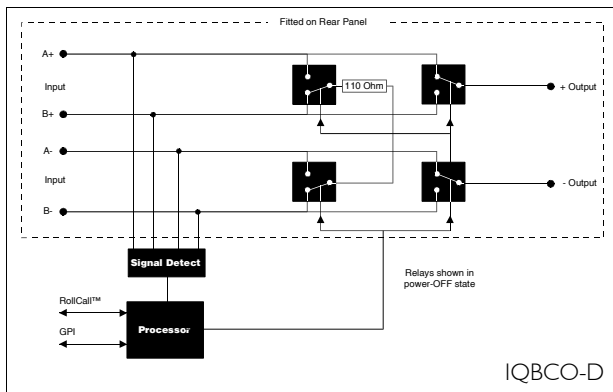 Fitted on Rear Panel
A+
Input
110 Ohm
+ Output
B+
A-
Input
- Output
B-
Signal Detect
Relays shown in
power-OFF state
RollCall™
Processor
GPI
IQBCO-D